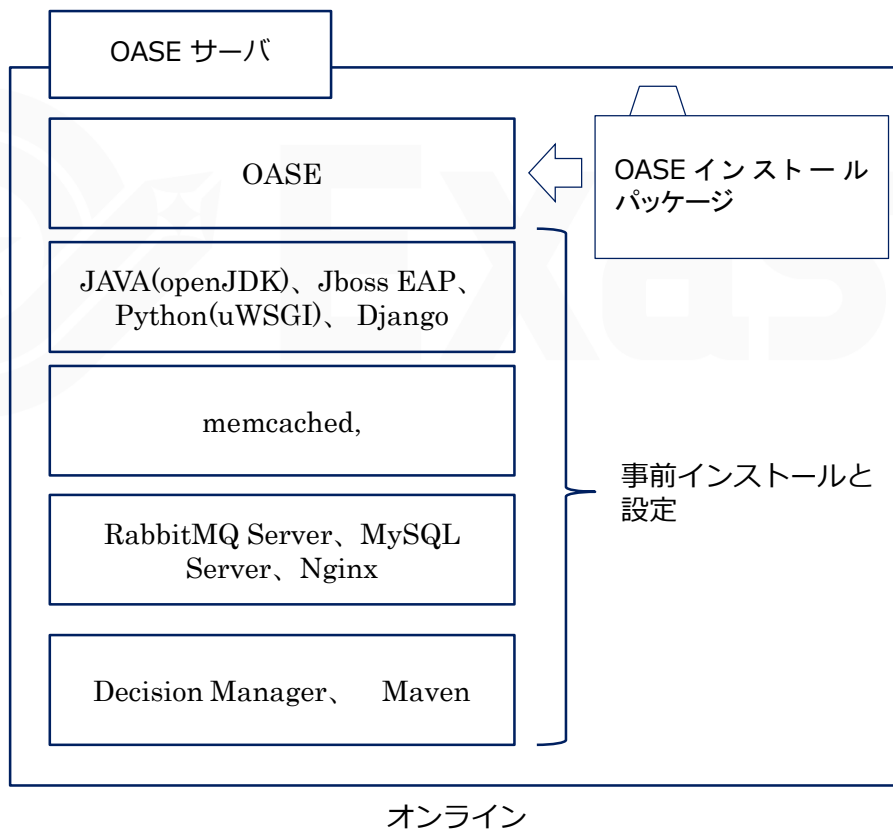 OASE サーバ
OASE
OASE インストール
パッケージ
JAVA(openJDK)、Jboss EAP、
Python(uWSGI)、 Django
memcached,
事前インストールと
設定
RabbitMQ Server、MySQL
Server、Nginx
Decision Manager、　Maven
オンライン